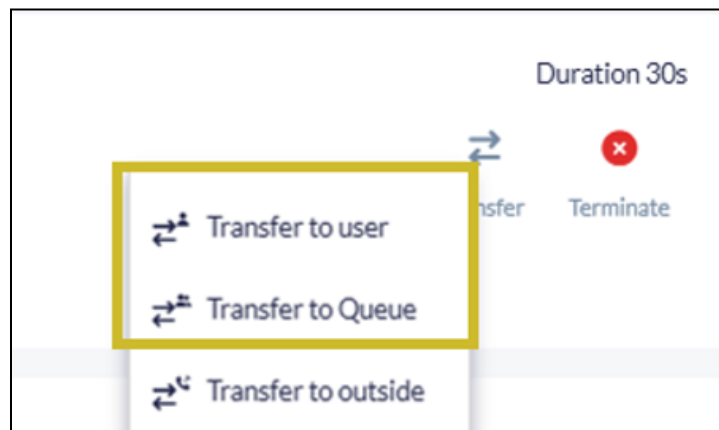 Duration 30s
nsfer Terminate
Transfer to user
Transfer to Queue
Transfer to outside